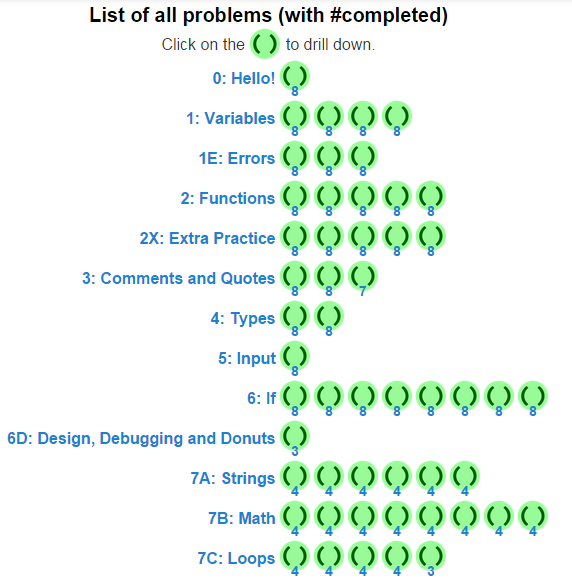 List of all problems (with #completed)
Click on the () to drill down.
0: Hello! () 8
1: Variables () 8 () 8 () 8 () 8
1E: Errors () 8 () 8 () 8
2: Functions () 8 () 8 () 8 () 8 () 8
2X: Extra Practice () 8 () 8 () 8 () 8 () 8
3: Comments and Quotes () 8 () 8 () 7
4: Types () 8 () 8
5: Input () 8
6: If () 8 () 8 () 8 () 8 () 8 () 8 () 8 () 8
6D: Design, Debugging and Donuts () 3
7A: Strings () 4 () 4 () 4 () 4 () 4 () 4
7B: Math () 4 () 4 () 4 () 4 () 4 () 4 () 4 () 4
7C: Loops () 4 () 4 () 4 () 4 () 3